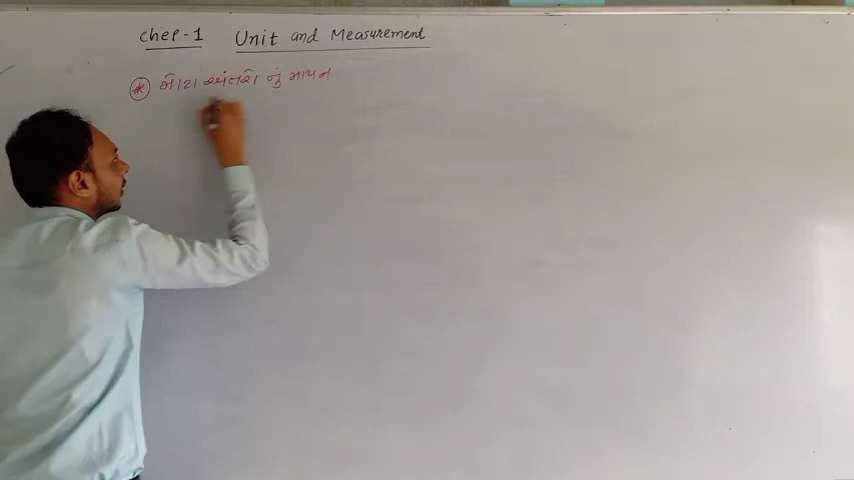 Chep-1 Unit and Measurement
* મોટા અંતરો નું માપન